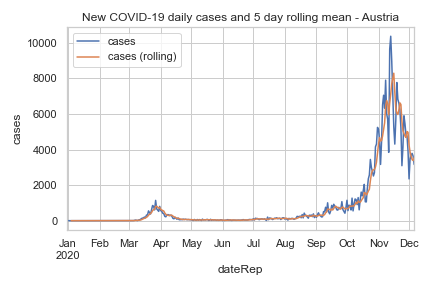 New COVID-19 daily cases and 5 day rolling mean - Austria
cases
cases (rolling)
10000
8000
6000
4000
2000
0
cases
Jan Feb Mar Apr May Jun Jul Aug Sep Oct Nov Dec
2020
dateRep